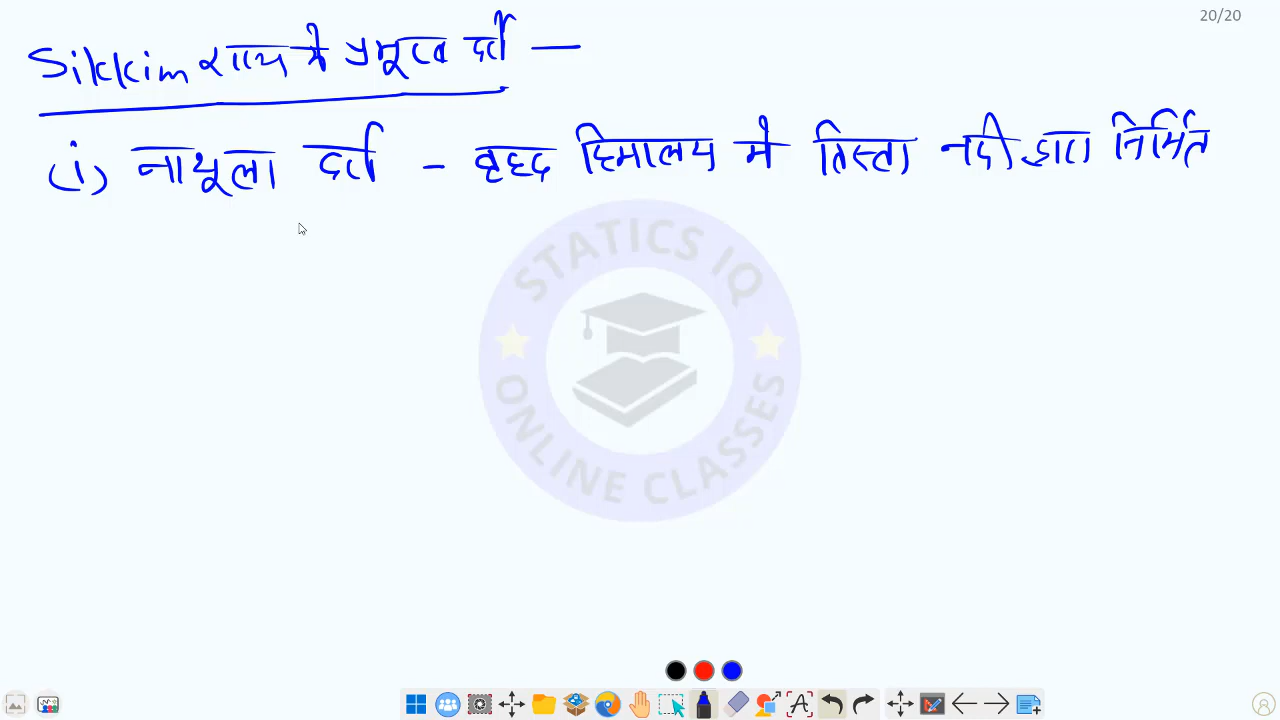 20/20
Sikkim राज्य मे प्रमुख दर्रा —
(i) नाथूला दर्रा - बृहद हिमालय मे तिस्ता नदी द्वारा निर्मित
STATICS IQ
ONLINE CLASSES